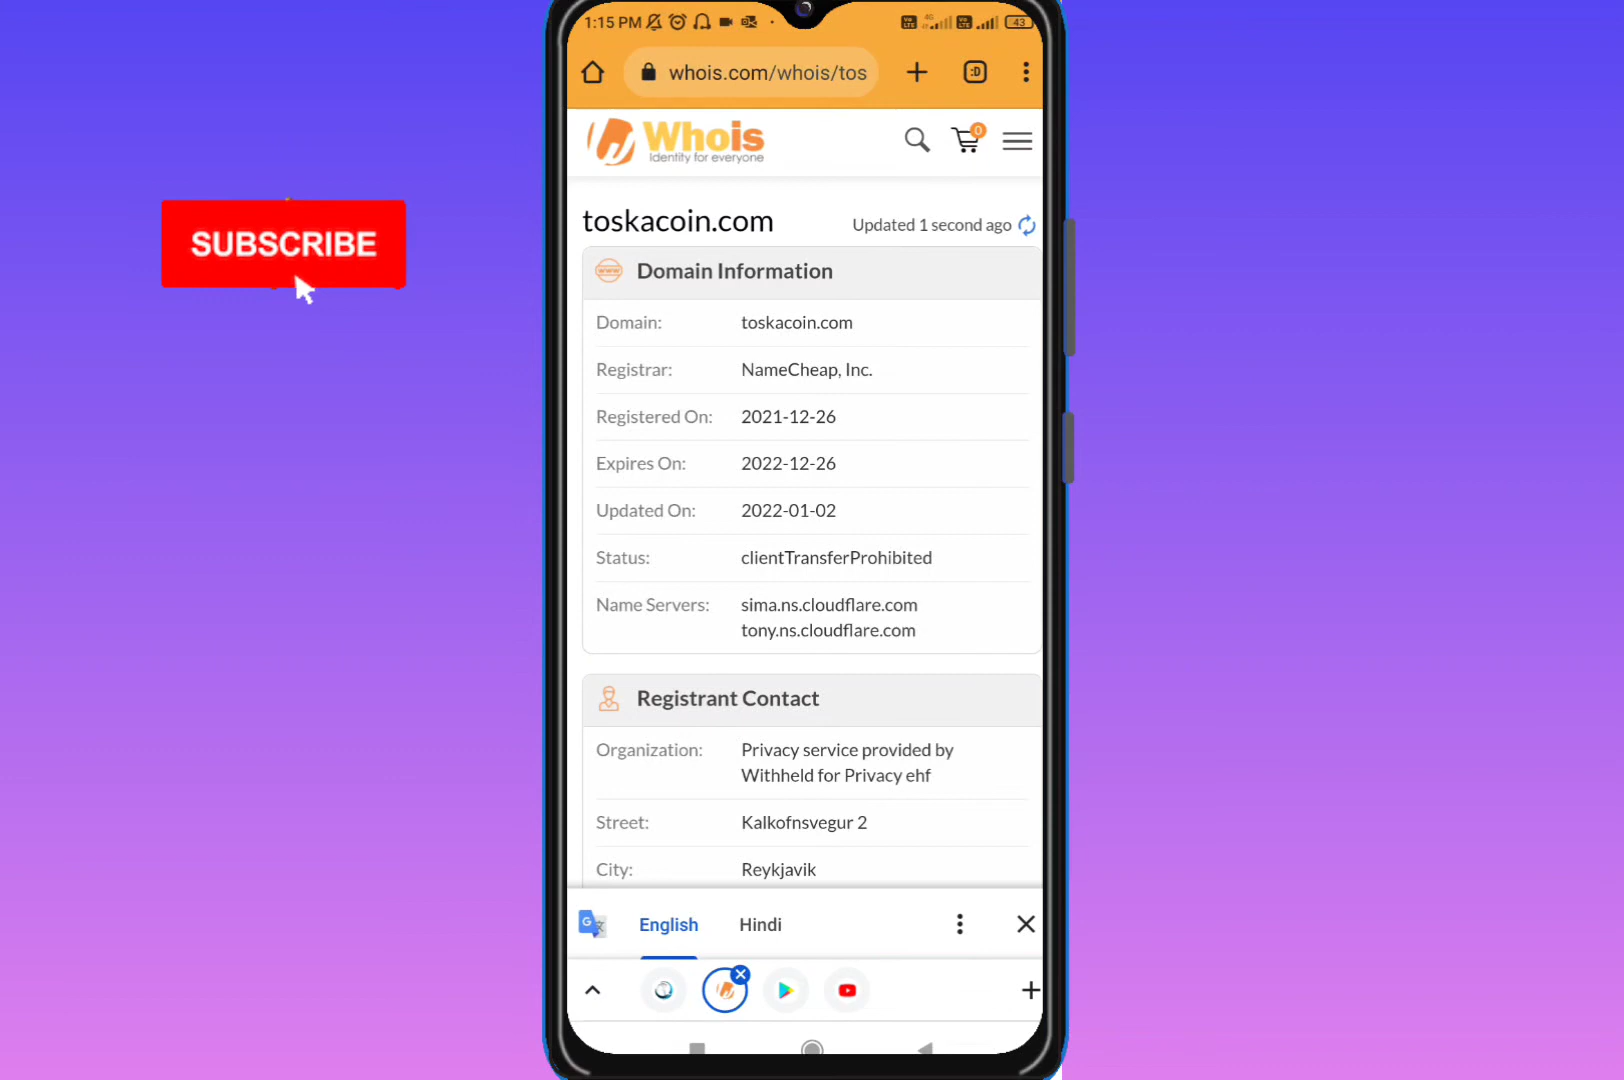 1:15 PM
43
whois.com/whois/tos
:D
Whois
Identity for everyone
0
SUBSCRIBE
toskacoin.com
Updated 1 second ago
www
Domain Information
Domain: toskacoin.com
Registrar: NameCheap, Inc.
Registered On: 2021-12-26
Expires On: 2022-12-26
Updated On: 2022-01-02
Status: clientTransferProhibited
Name Servers: sima.ns.cloudflare.com
tony.ns.cloudflare.com
Registrant Contact
Organization: Privacy service provided by
Withheld for Privacy ehf
Street: Kalkofnsvegur 2
City: Reykjavik
English Hindi